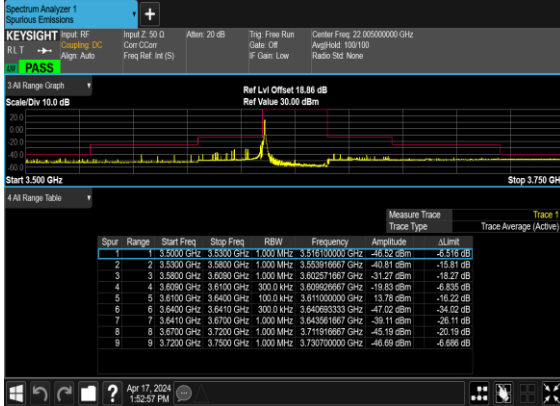 Spectrum Analyzer 1
Spurious Emissions
+
KEYSIGHT Input: RF Input Z: 50 Ω Atten: 20 dB Trig: Free Run Center Freq: 22.005000000 GHz
RLT Coupling: DC Corr CCorr Gate: Off Avg|Hold: 100/100
Align: Auto Freq Ref: Int (S) IF Gain: Low Radio Std: None
PASS
3 All Range Graph
Ref Lvl Offset 18.86 dB
Scale/Div 10.0 dB Ref Value 30.00 dBm
20.0
0.00
-20.0
-40.0
-60.0
Start 3.500 GHz Stop 3.750 GH
4 All Range Table
Measure Trace Trace 1
Trace Type Trace Average (Active)
Spur Range Start Freq Stop Freq RBW Frequency Amplitude ΔLimit
1 1 3.5000 GHz 3.5300 GHz 1.000 MHz 3.516100000 GHz -46.52 dBm -6.516 dB
2 2 3.5300 GHz 3.5800 GHz 1.000 MHz 3.553916667 GHz -40.81 dBm -15.81 dB
3 3 3.5800 GHz 3.6090 GHz 1.000 MHz 3.602571667 GHz -31.27 dBm -18.27 dB
4 4 3.6090 GHz 3.6100 GHz 300.0 kHz 3.609926667 GHz -19.83 dBm -6.835 dB
5 5 3.6100 GHz 3.6400 GHz 100.0 kHz 3.611000000 GHz 13.78 dBm -16.22 dB
6 6 3.6400 GHz 3.6410 GHz 300.0 kHz 3.640693333 GHz -47.02 dBm -34.02 dB
7 7 3.6410 GHz 3.6700 GHz 1.000 MHz 3.643561667 GHz -39.11 dBm -26.11 dB
8 8 3.6700 GHz 3.7200 GHz 1.000 MHz 3.711916667 GHz -45.19 dBm -20.19 dB
9 9 3.7200 GHz 3.7500 GHz 1.000 MHz 3.730700000 GHz -46.69 dBm -6.686 dB
? Apr 17, 2024
1:52:57 PM